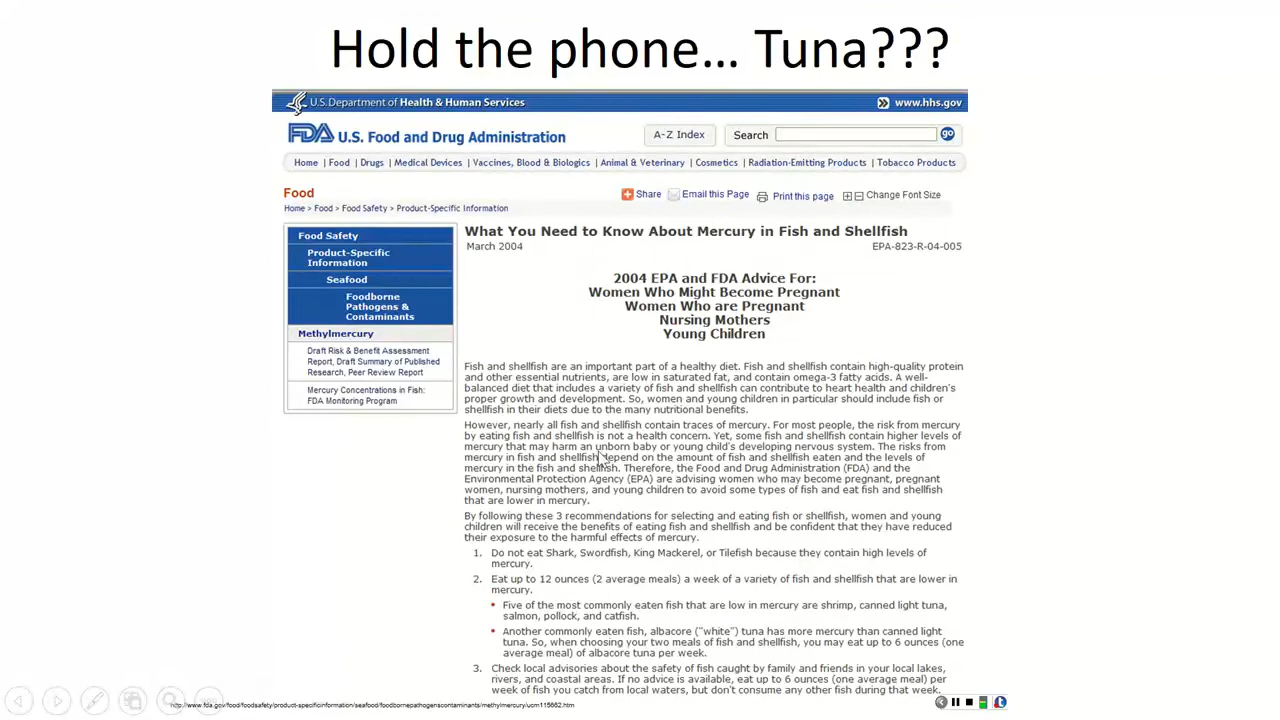 Hold the phone... Tuna???
U.S. Department of Health & Human Services
www.hhs.gov
FDA U.S. Food and Drug Administration
A-Z Index
Search
go
Home | Food | Drugs | Medical Devices | Vaccines, Blood & Biologics | Animal & Veterinary | Cosmetics | Radiation-Emitting Products | Tobacco Products
Food
Share
Email this Page
Print this page
Change Font Size
Home > Food > Food Safety > Product-Specific Information
Food Safety
Product-Specific
Information
Seafood
Foodborne
Pathogens &
Contaminants
Methylmercury
Draft Risk & Benefit Assessment
Report, Draft Summary of Published
Research, Peer Review Report
Mercury Concentrations in Fish:
FDA Monitoring Program
What You Need to Know About Mercury in Fish and Shellfish
March 2004
EPA-823-R-04-005
2004 EPA and FDA Advice For:
Women Who Might Become Pregnant
Women Who are Pregnant
Nursing Mothers
Young Children
Fish and shellfish are an important part of a healthy diet. Fish and shellfish contain high-quality protein
and other essential nutrients, are low in saturated fat, and contain omega-3 fatty acids. A well-
balanced diet that includes a variety of fish and shellfish can contribute to heart health and children's
proper growth and development. So, women and young children in particular should include fish or
shellfish in their diets due to the many nutritional benefits.
However, nearly all fish and shellfish contain traces of mercury. For most people, the risk from mercury
by eating fish and shellfish is not a health concern. Yet, some fish and shellfish contain higher levels of
mercury that may harm an unborn baby or young child's developing nervous system. The risks from
mercury in fish and shellfish depend on the amount of fish and shellfish eaten and the levels of
mercury in the fish and shellfish. Therefore, the Food and Drug Administration (FDA) and the
Environmental Protection Agency (EPA) are advising women who may become pregnant, pregnant
women, nursing mothers, and young children to avoid some types of fish and eat fish and shellfish
that are lower in mercury.
By following these 3 recommendations for selecting and eating fish or shellfish, women and young
children will receive the benefits of eating fish and shellfish and be confident that they have reduced
their exposure to the harmful effects of mercury.
1. Do not eat Shark, Swordfish, King Mackerel, or Tilefish because they contain high levels of
mercury.
2. Eat up to 12 ounces (2 average meals) a week of a variety of fish and shellfish that are lower in
mercury.
• Five of the most commonly eaten fish that are low in mercury are shrimp, canned light tuna,
salmon, pollock, and catfish.
• Another commonly eaten fish, albacore ("white") tuna has more mercury than canned light
tuna. So, when choosing your two meals of fish and shellfish, you may eat up to 6 ounces (one
average meal) of albacore tuna per week.
3. Check local advisories about the safety of fish caught by family and friends in your local lakes,
rivers, and coastal areas. If no advice is available, eat up to 6 ounces (one average meal) per
week of fish you catch from local waters, but don't consume any other fish during that week.
http://www.fda.gov/food/foodsafety/product-specificinformation/seafood/foodbornepathogenscontaminants/methylmercury/ucm115662.htm